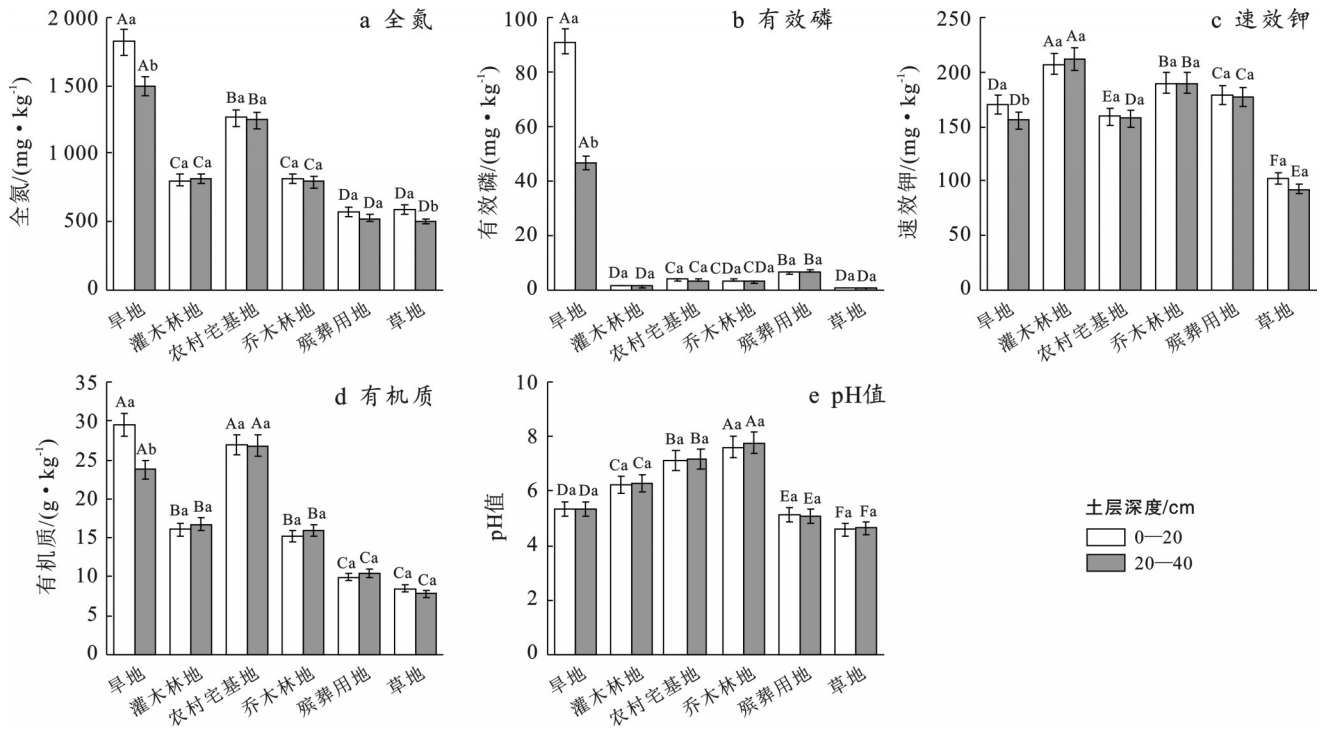 a 全氮
全氮/(mg·kg⁻¹)
2 000
1 500
1 000
500
0
Aa Ab Ca Ca Ba Ba Ca Ca Da Da Da Db
旱地 灌木林地 农村宅基地 乔木林地 殡葬用地 草地
b 有效磷
有效磷/(mg·kg⁻¹)
100
80
60
40
20
0
Aa Ab Da Da Ca Ca CDa CDa Ba Ba Da Da
旱地 灌木林地 农村宅基地 乔木林地 殡葬用地 草地
c 速效钾
速效钾/(mg·kg⁻¹)
250
200
150
100
50
0
Da Db Aa Aa Ea Da Ba Ba Ca Ca Fa Ea
旱地 灌木林地 农村宅基地 乔木林地 殡葬用地 草地
d 有机质
有机质/(g·kg⁻¹)
35
30
25
20
15
10
5
0
Aa Ab Ba Ba Aa Aa Ba Ba Ca Ca Ca Ca
旱地 灌木林地 农村宅基地 乔木林地 殡葬用地 草地
e pH值
pH值
10
8
6
4
2
0
Da Da Ca Ca Ba Ba Aa Aa Ea Ea Fa Fa
旱地 灌木林地 农村宅基地 乔木林地 殡葬用地 草地
土层深度/cm
0—20
20—40